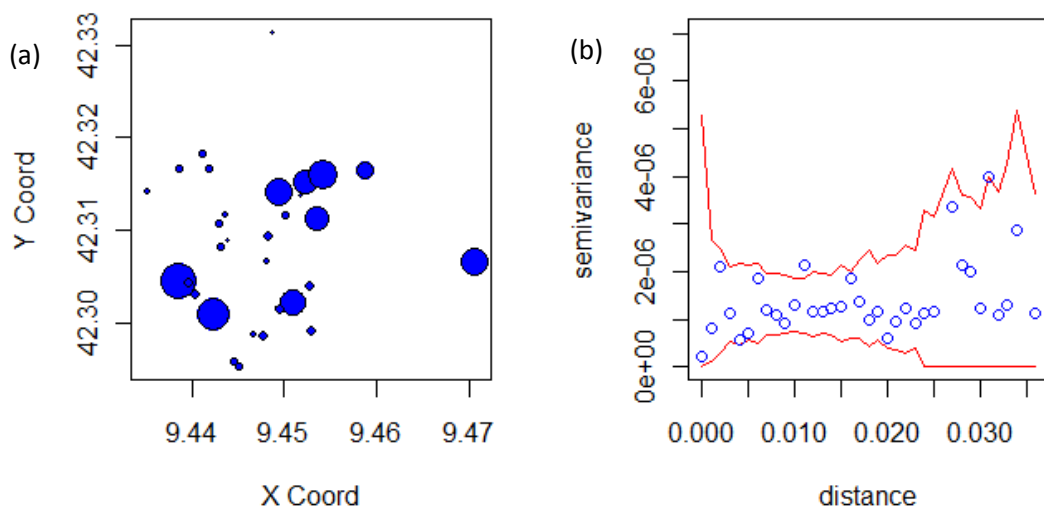 (a)
Y Coord
42.30 42.31 42.32 42.33
9.44 9.45 9.46 9.47
X Coord
(b)
semivariance
0e+00 2e-06 4e-06 6e-06
0.000 0.010 0.020 0.030
distance